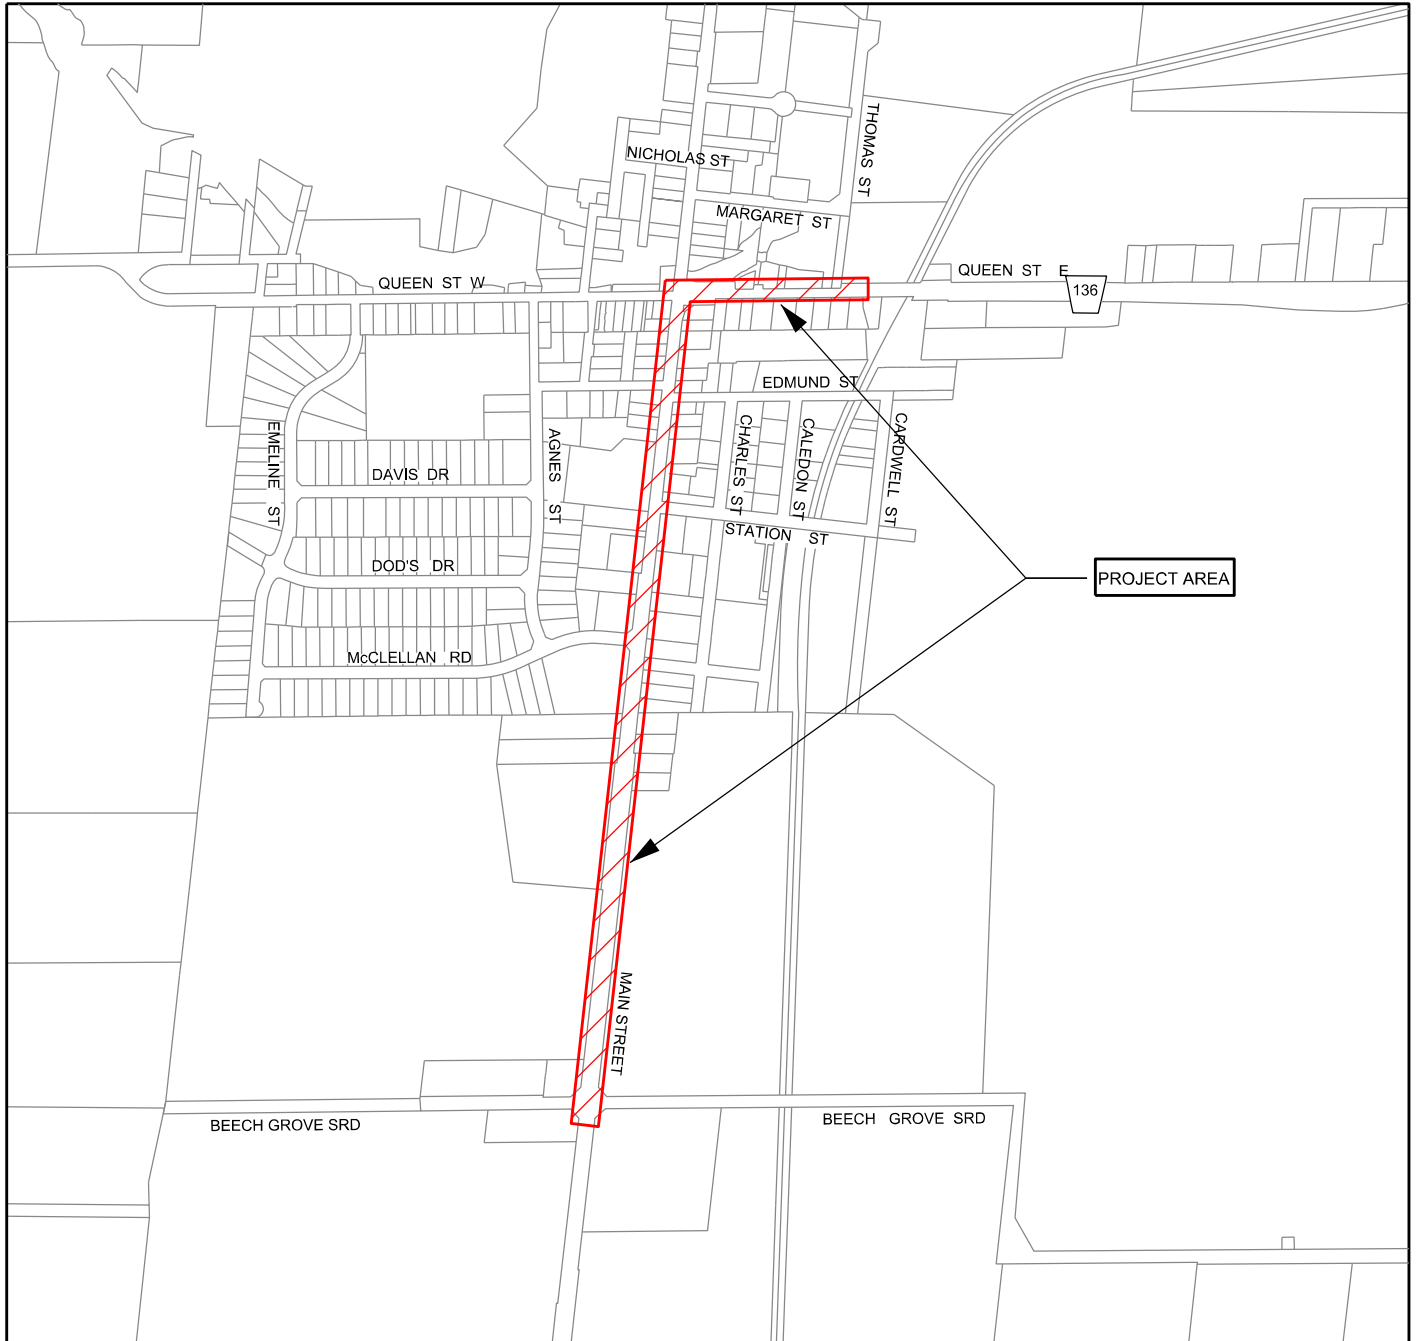 THOMAS ST
NICHOLAS ST
MARGARET ST
QUEEN ST W
QUEEN ST E
136
EDMUND ST
EMELINE ST
AGNES ST
CHARLES ST
CALEDON ST
CARDWELL ST
DAVIS DR
STATION ST
DOD'S DR
PROJECT AREA
McCLELLAN RD
MAIN STREET
BEECH GROVE SRD
BEECH GROVE SRD